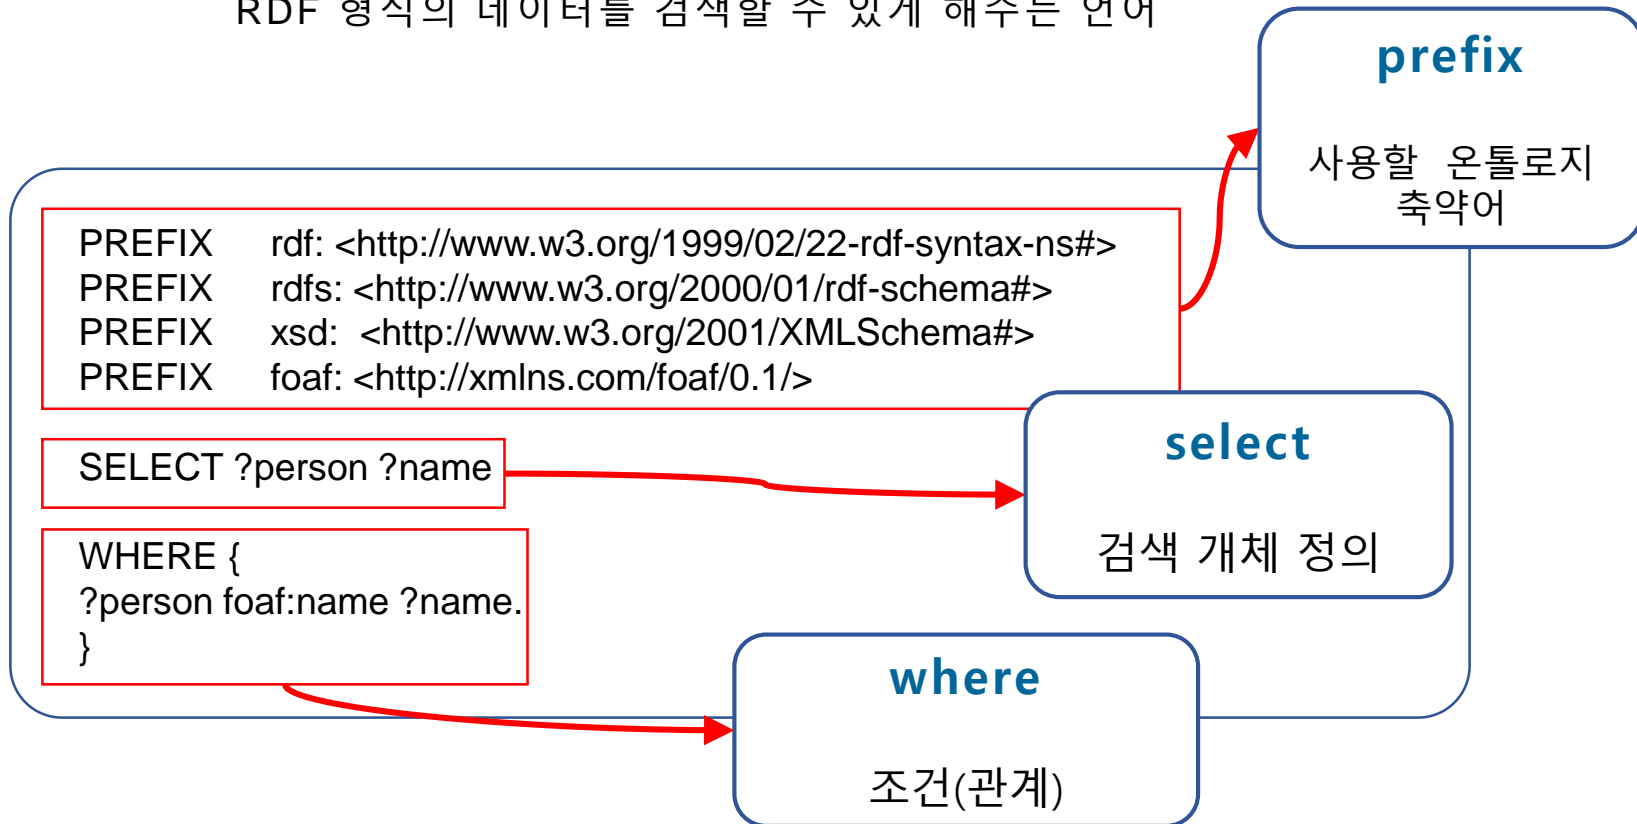 RDF 형식의 데이터를 검색할 수 있게 해주는 언어
prefix
사용할 온톨로지
축약어
PREFIX rdf: <http://www.w3.org/1999/02/22-rdf-syntax-ns#>
PREFIX rdfs: <http://www.w3.org/2000/01/rdf-schema#>
PREFIX xsd: <http://www.w3.org/2001/XMLSchema#>
PREFIX foaf: <http://xmlns.com/foaf/0.1/>
select
검색 개체 정의
SELECT ?person ?name
WHERE {
?person foaf:name ?name.
}
where
조건(관계)